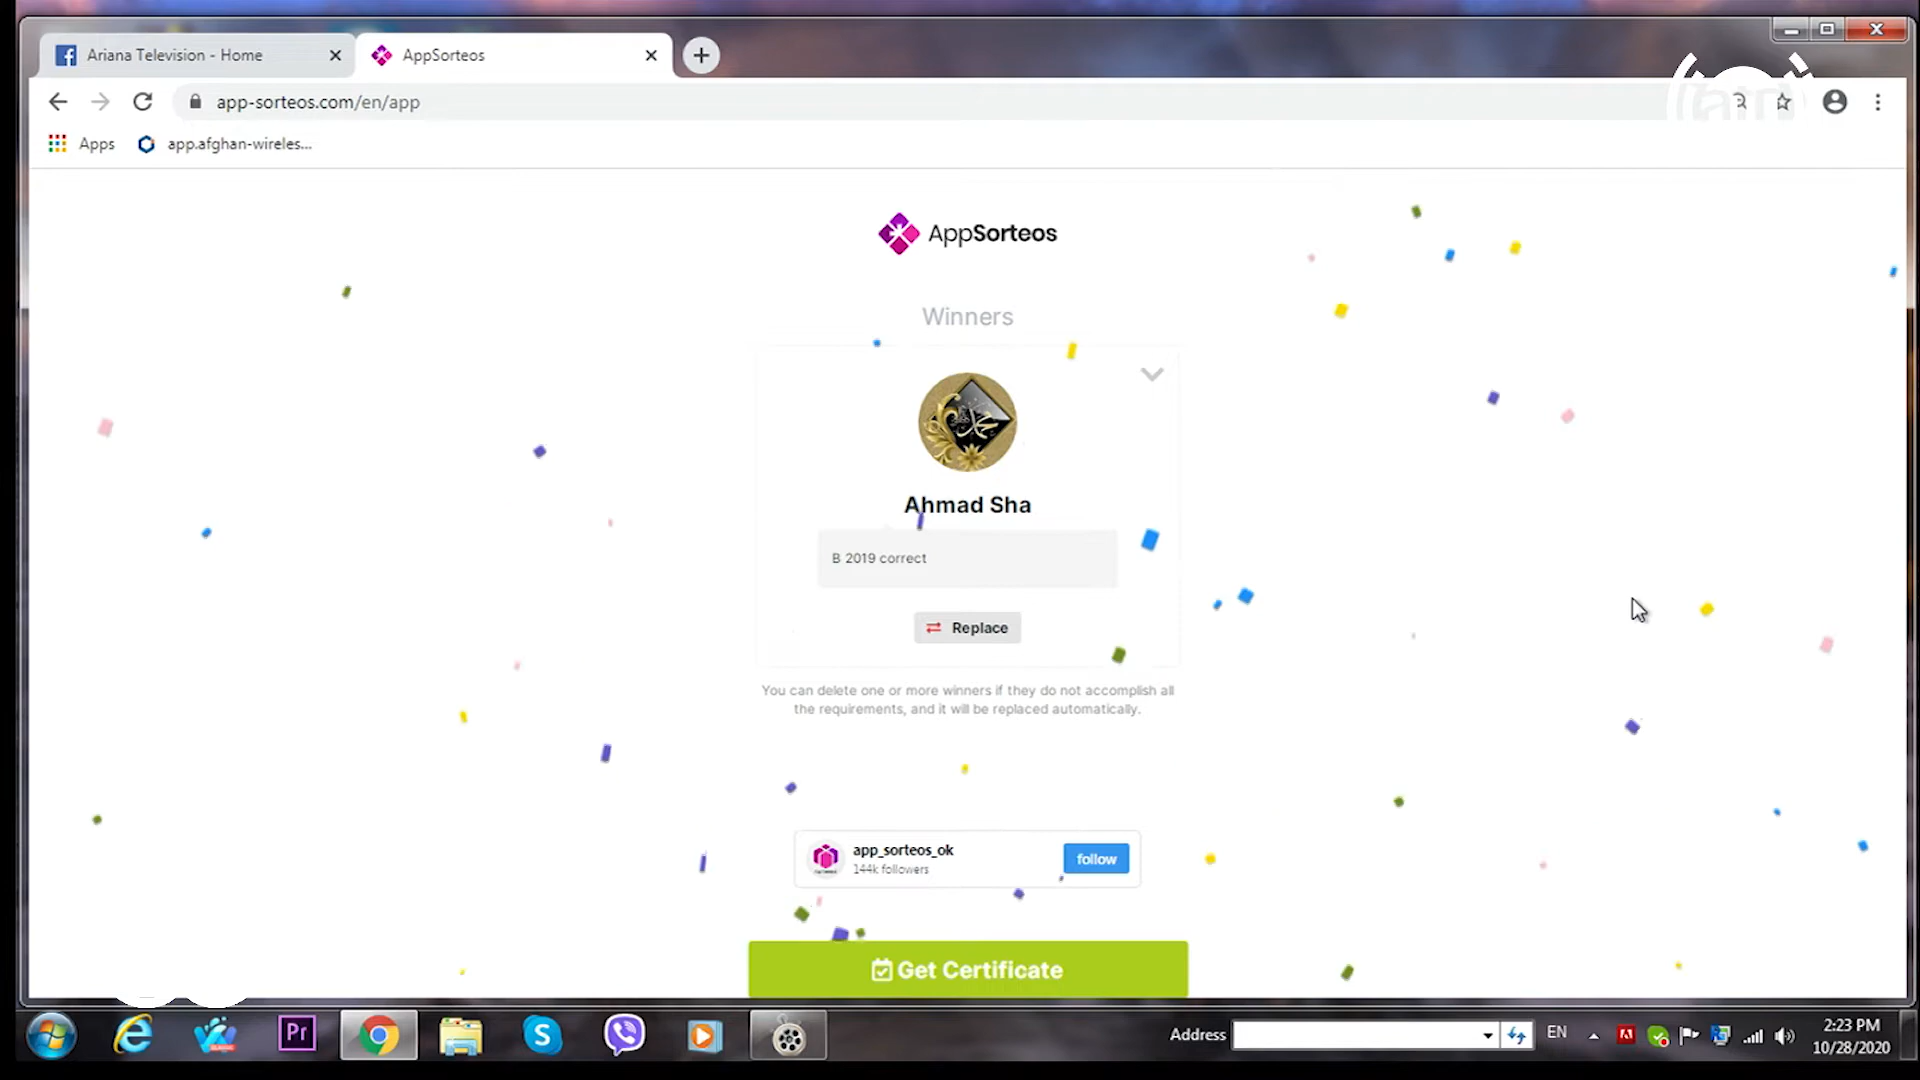 Ariana Television - Home
AppSorteos
app-sorteos.com/en/app
Apps
app.afghan-wireles...
AppSorteos
Winners
Ahmad Sha
B 2019 correct
Replace
You can delete one or more winners if they do not accomplish all
the requirements, and it will be replaced automatically.
app_sorteos_ok
144k followers
follow
Get Certificate
Pr
Address
EN
2:23 PM
10/28/2020